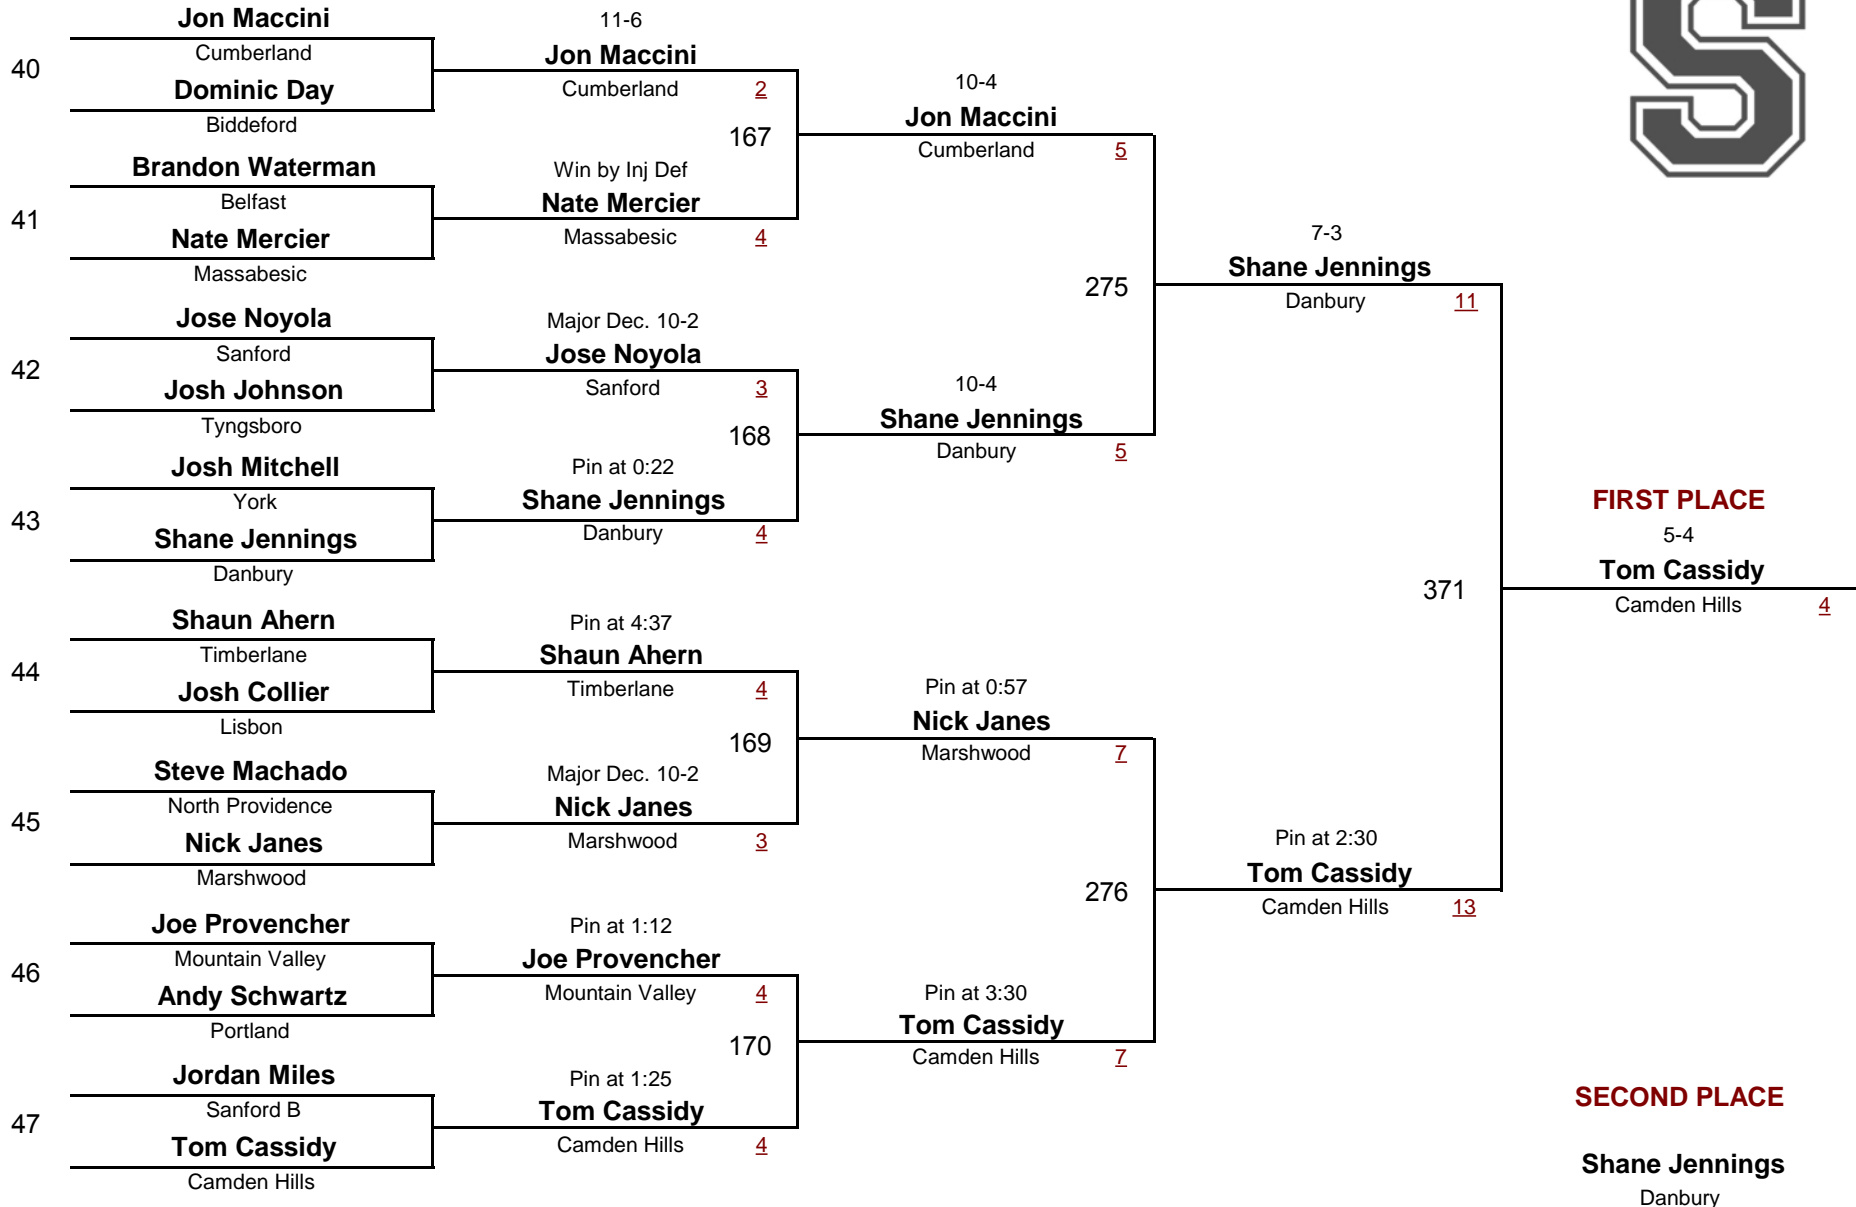 Jon Maccini
Cumberland
40
Dominic Day
Biddeford
Brandon Waterman
Belfast
41
Nate Mercier
Massabesic
Jose Noyola
Sanford
42
Josh Johnson
Tyngsboro
Josh Mitchell
York
43
Shane Jennings
Danbury
Shaun Ahern
Timberlane
44
Josh Collier
Lisbon
Steve Machado
North Providence
45
Nick Janes
Marshwood
Joe Provencher
Mountain Valley
46
Andy Schwartz
Portland
Jordan Miles
Sanford B
47
Tom Cassidy
Camden Hills
11-6
Jon Maccini
Cumberland 2
167
Win by Inj Def
Nate Mercier
Massabesic 4
Major Dec. 10-2
Jose Noyola
Sanford 3
168
Pin at 0:22
Shane Jennings
Danbury 4
Pin at 4:37
Shaun Ahern
Timberlane 4
169
Major Dec. 10-2
Nick Janes
Marshwood 3
Pin at 1:12
Joe Provencher
Mountain Valley 4
170
Pin at 1:25
Tom Cassidy
Camden Hills 4
10-4
Jon Maccini
Cumberland 5
275
10-4
Shane Jennings
Danbury 5
Pin at 0:57
Nick Janes
Marshwood 7
276
Pin at 3:30
Tom Cassidy
Camden Hills 7
7-3
Shane Jennings
Danbury 11
371
Pin at 2:30
Tom Cassidy
Camden Hills 13
S
FIRST PLACE
5-4
Tom Cassidy
Camden Hills 4
SECOND PLACE
Shane Jennings
Danbury